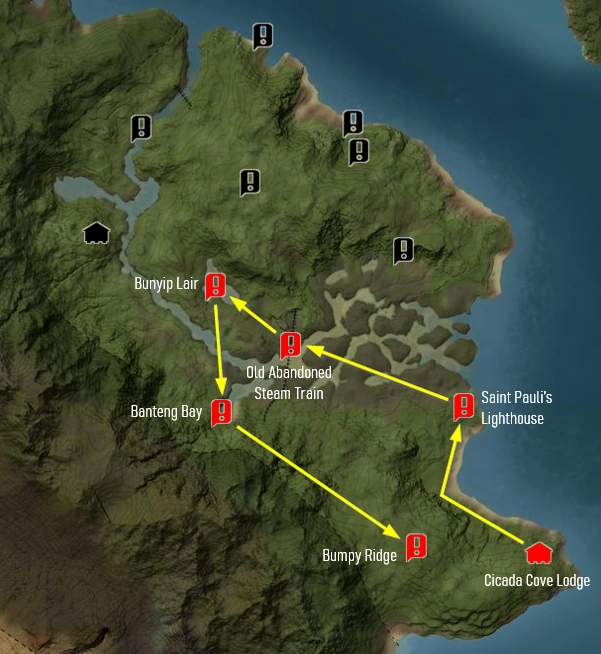 Bunyip Lair
Old Abandoned
Steam Train
Saint Pauli's
Lighthouse
Banteng Bay
Bumpy Ridge
Cicada Cove Lodge